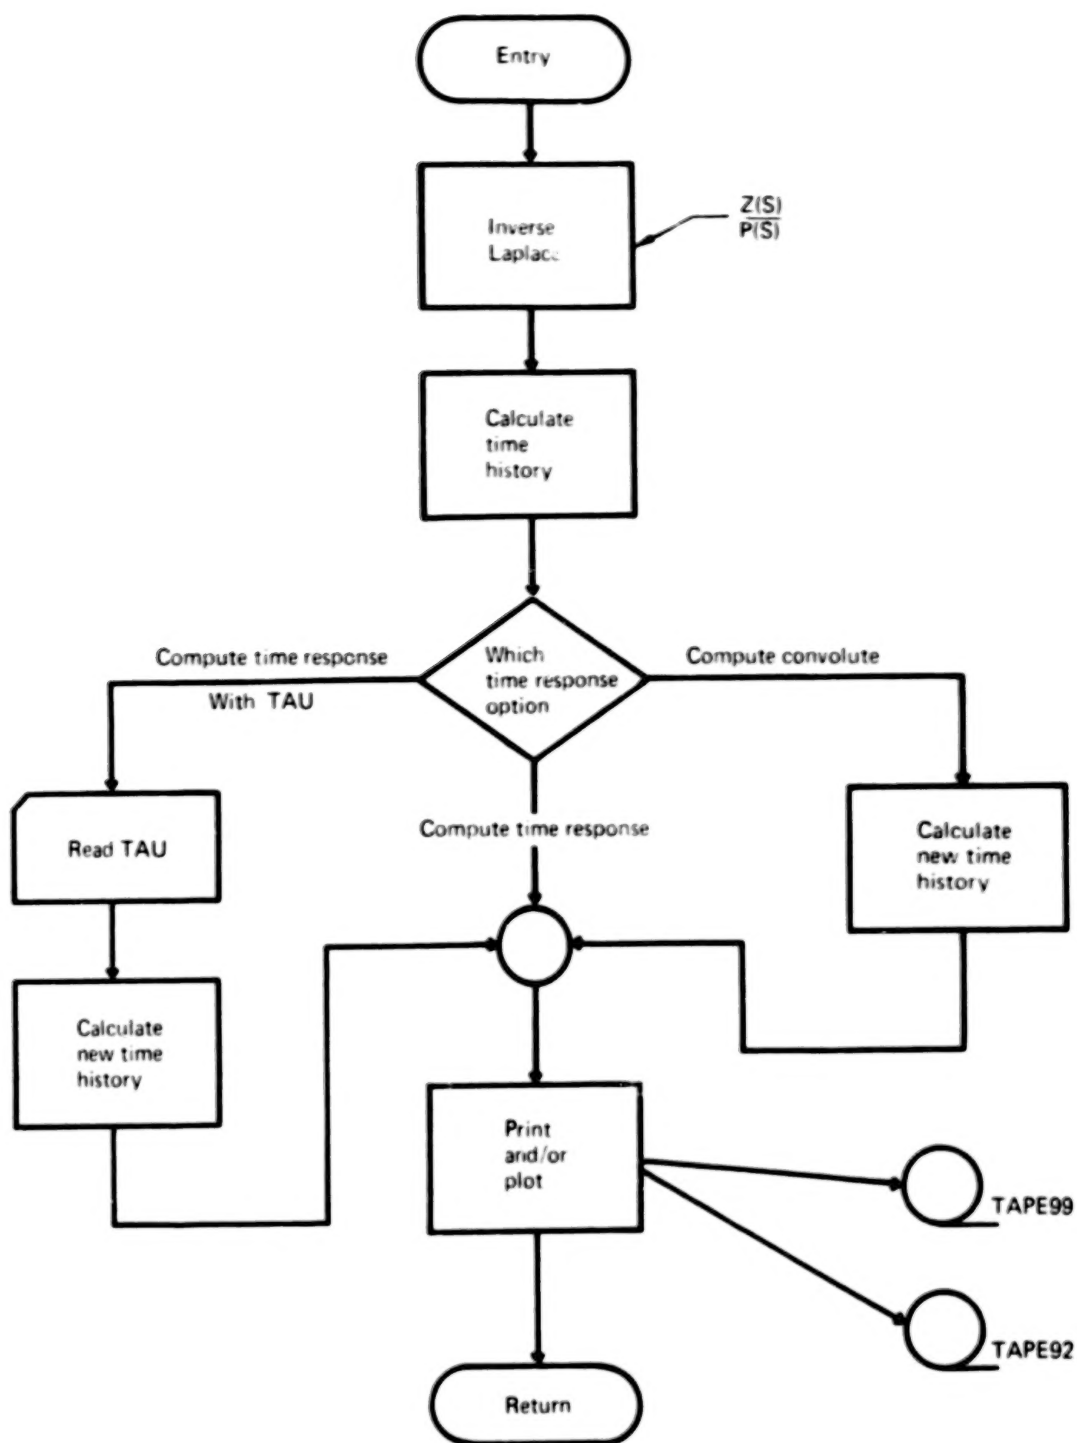 Entry
Inverse
Laplace
Z(S)
P(S)
Calculate
time
history
Which
time response
option
Compute time response
With TAU
Compute convolute
Compute time response
Read TAU
Calculate
new time
history
Calculate
new time
history
Print
and/or
plot
TAPE99
TAPE92
Return